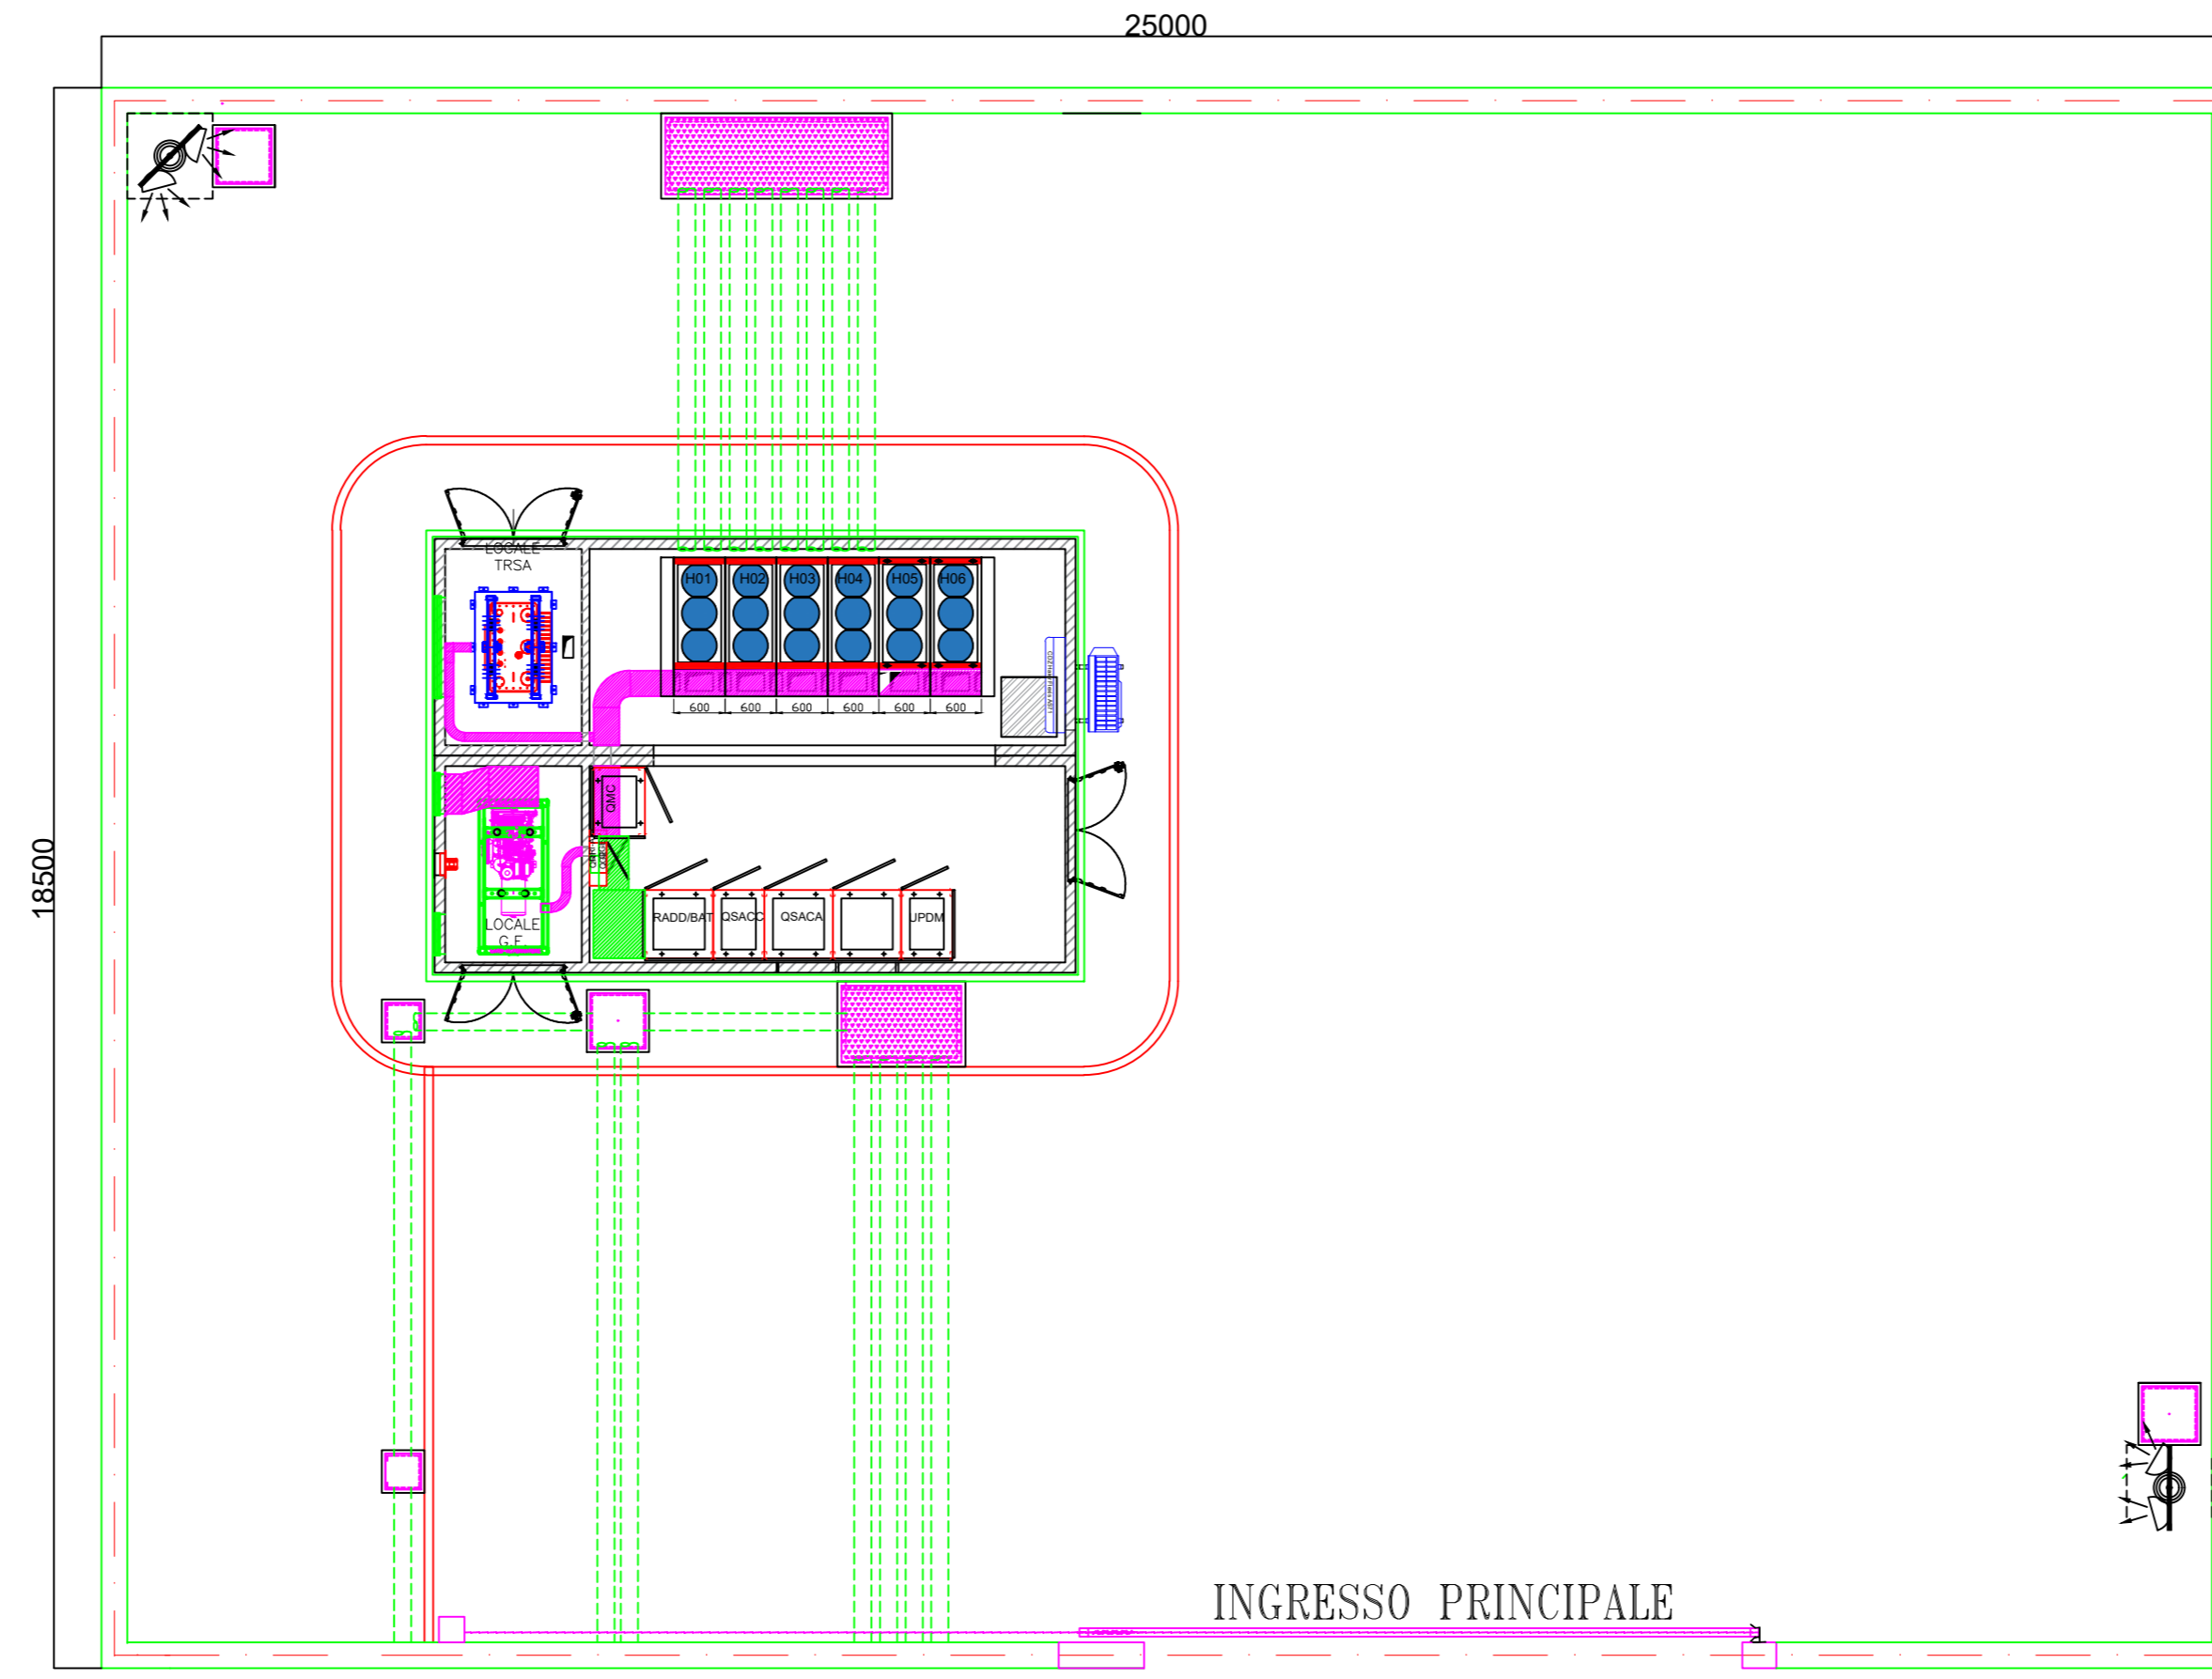 25000
LOCALE
TRSA
H01 H02 H03 H04 H05 H06
600 600 600 600 600 600
18500
QMC
RADD/BAT QSACC QSACA UPDM
LOCALE
G.E.
INGRESSO PRINCIPALE